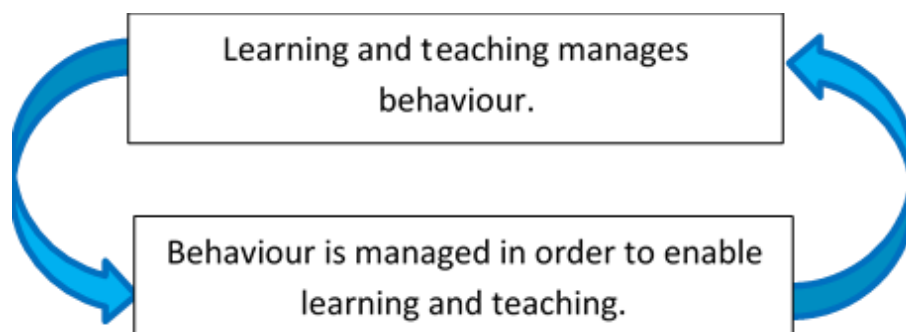 Learning and teaching manages
behaviour.
Behaviour is managed in order to enable
learning and teaching.